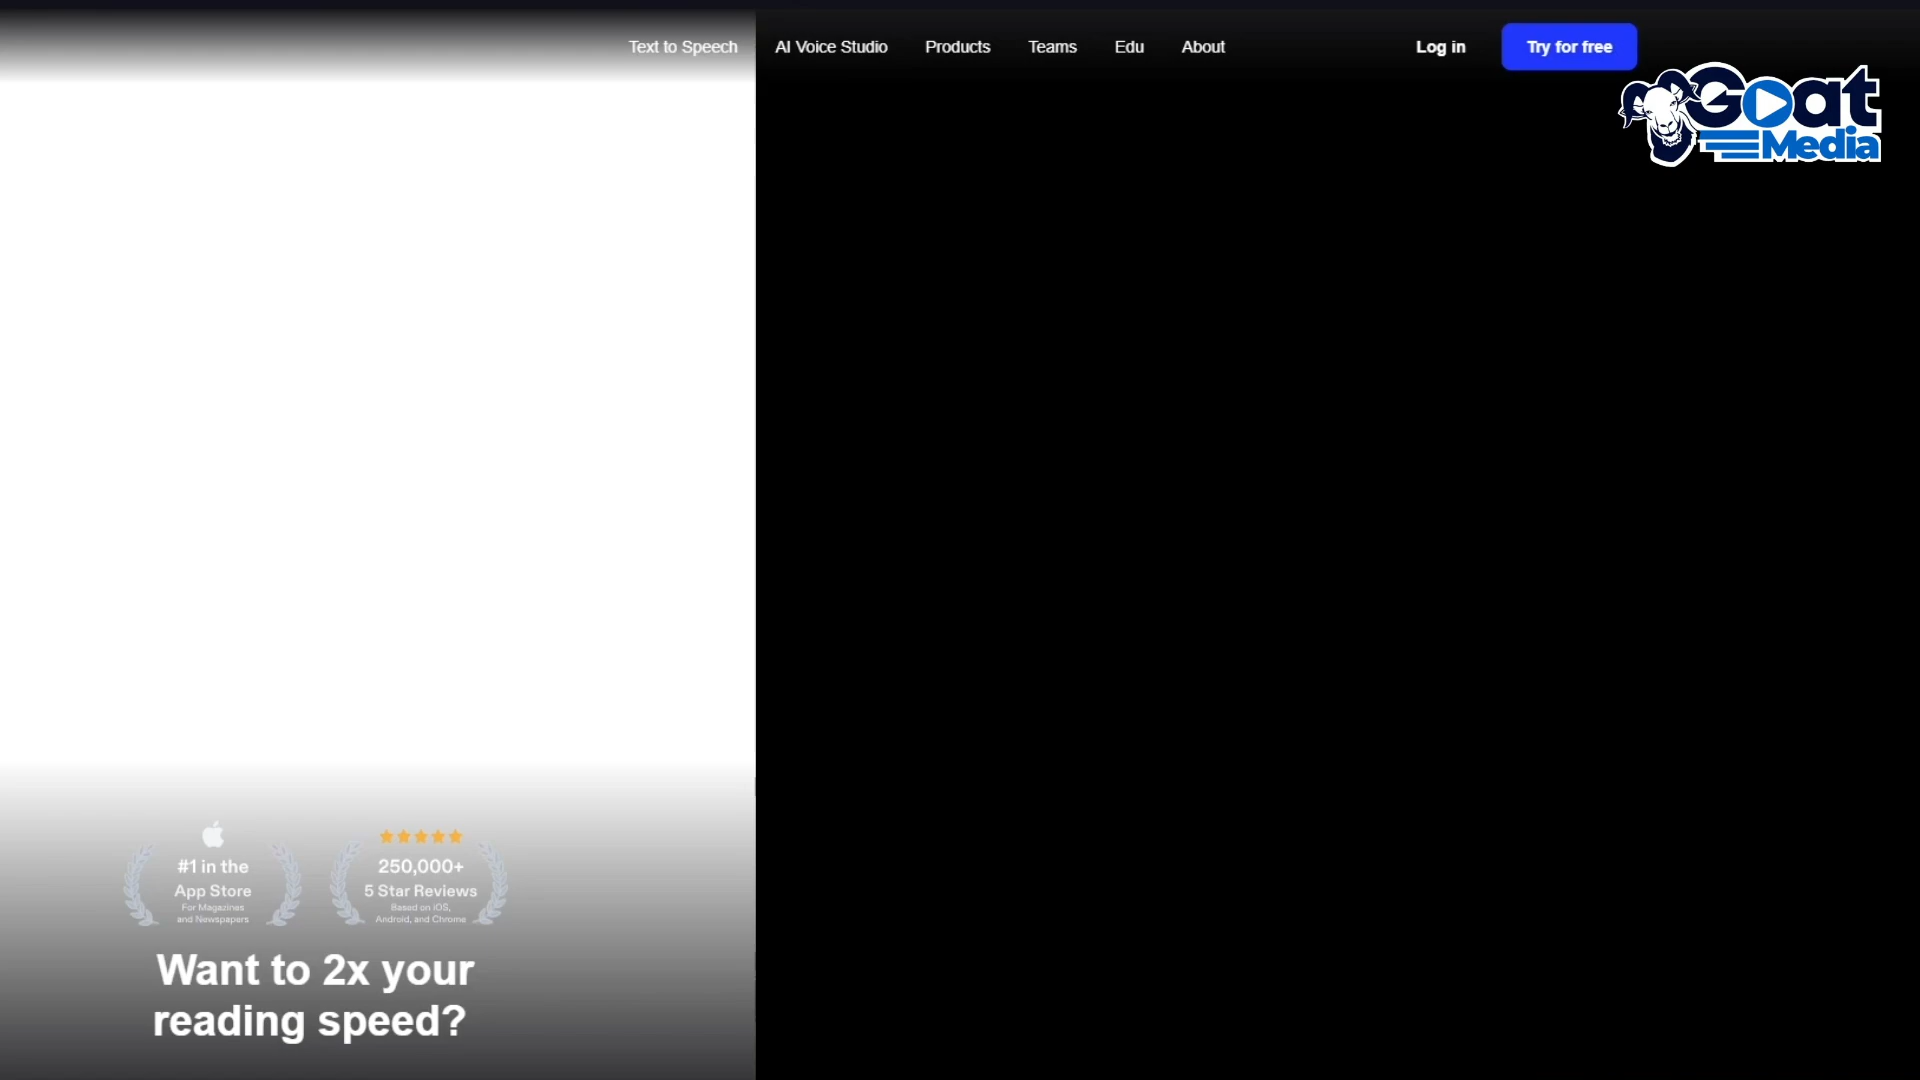 Text to Speech AI Voice Studio Products Teams Edu About Log in Try for free
Goat
Media
#1 in the
App Store
For Magazines
and Newspapers
250,000+
5 Star Reviews
Based on iOS,
Android, and Chrome
Want to 2x your
reading speed?